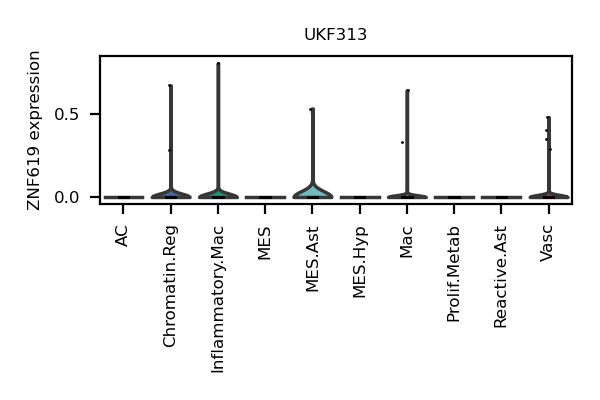 UKF313
ZNF619 expression
0.5
0.0
AC
Chromatin.Reg
Inflammatory.Mac
MES
MES.Ast
MES.Hyp
Mac
Prolif.Metab
Reactive.Ast
Vasc